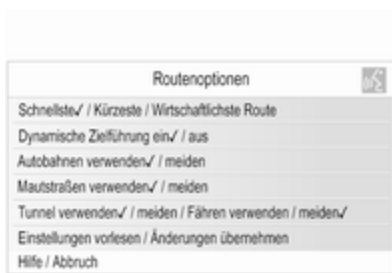 Routenoptionen
Schnellste✓ / Kürzeste / Wirtschaftlichste Route
Dynamische Zielführung ein✓ / aus
Autobahnen verwenden✓ / meiden
Mautstraßen verwenden✓ / meiden
Tunnel verwenden✓ / meiden / Fähren verwenden / meiden✓
Einstellungen vorlesen / Änderungen übernehmen
Hilfe / Abbruch